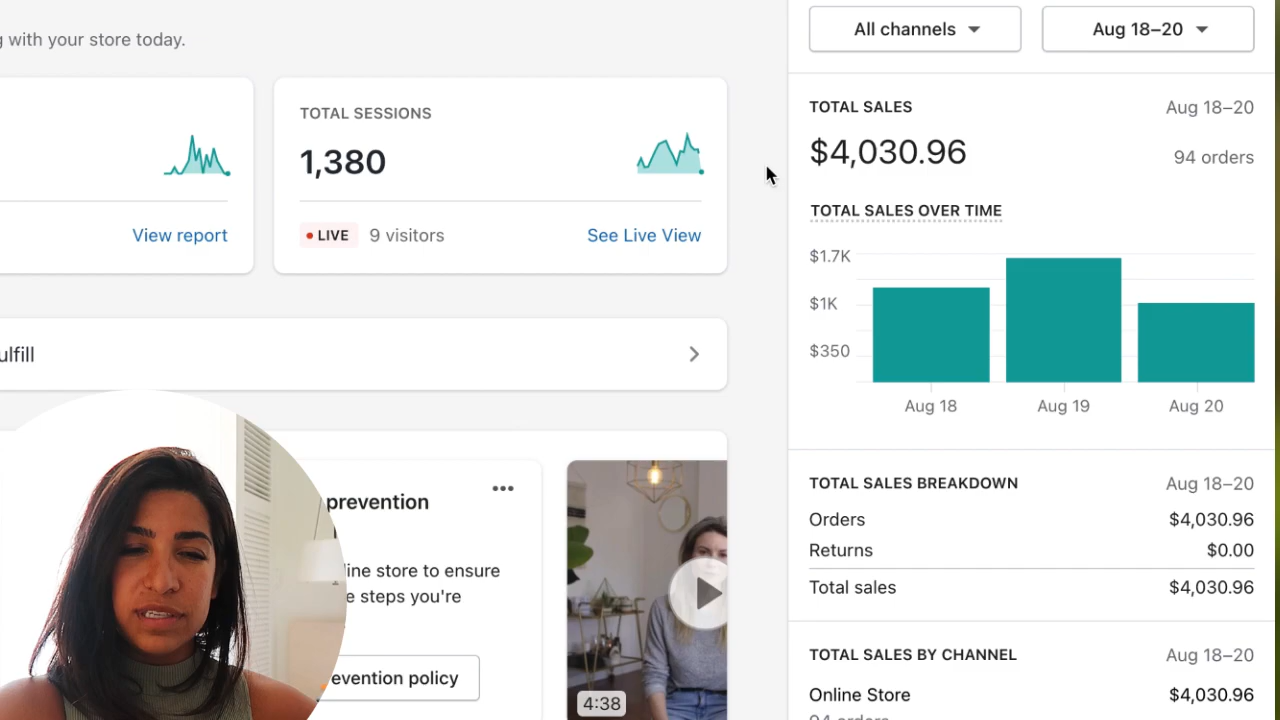 g with your store today.
View report
TOTAL SESSIONS
1,380
LIVE 9 visitors See Live View
ulfill
prevention
line store to ensure
e steps you're
evention policy
4:38
All channels
Aug 18–20
TOTAL SALES Aug 18–20
$4,030.96 94 orders
TOTAL SALES OVER TIME
$1.7K
$1K
$350
Aug 18 Aug 19 Aug 20
TOTAL SALES BREAKDOWN Aug 18–20
Orders $4,030.96
Returns $0.00
Total sales $4,030.96
TOTAL SALES BY CHANNEL Aug 18–20
Online Store $4,030.96
94 orders